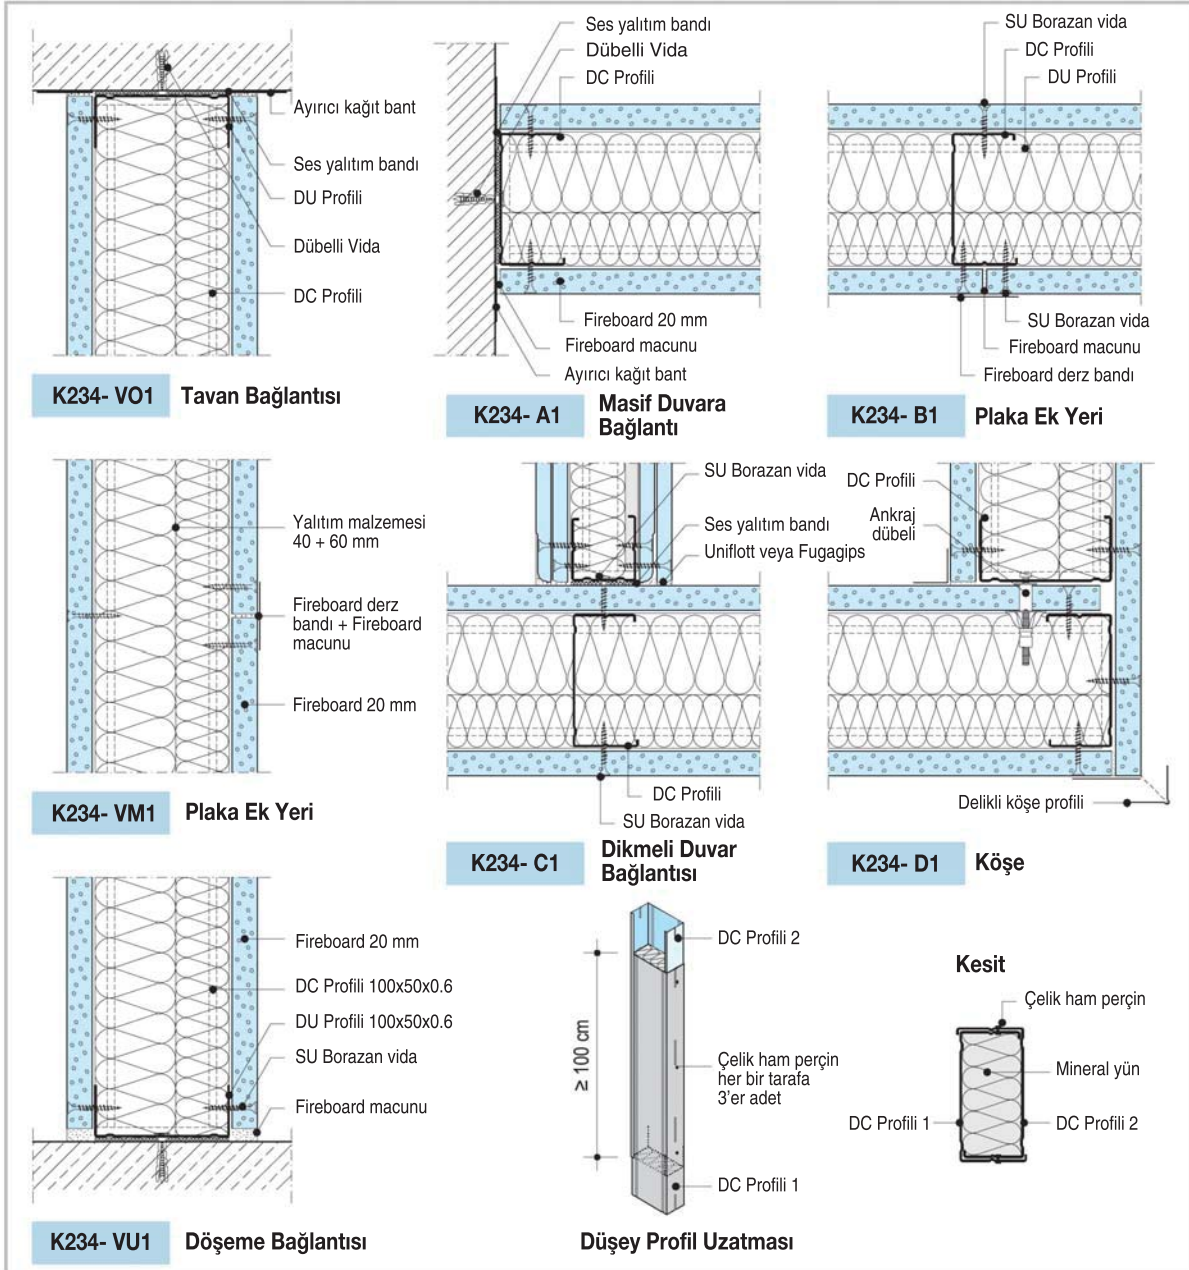 Ayırıcı kağıt bant
Ses yalıtım bandı
DU Profili
Dübelli Vida
DC Profili
K234- VO1 Tavan Bağlantısı
Ses yalıtım bandı
Dübelli Vida
DC Profili
Fireboard 20 mm
Fireboard macunu
Ayırıcı kağıt bant
K234- A1 Masif Duvara
Bağlantı
SU Borazan vida
DC Profili
DU Profili
SU Borazan vida
Fireboard macunu
Fireboard derz bandı
K234- B1 Plaka Ek Yeri
Yalıtım malzemesi
40 + 60 mm
Fireboard derz
bandı + Fireboard
macunu
Fireboard 20 mm
K234- VM1 Plaka Ek Yeri
SU Borazan vida
Ses yalıtım bandı
Uniflott veya Fugagips
DC Profili
SU Borazan vida
K234- C1 Dikmeli Duvar
Bağlantısı
DC Profili
Ankraj
dübeli
Delikli köşe profili
K234- D1 Köşe
Fireboard 20 mm
DC Profili 100x50x0.6
DU Profili 100x50x0.6
SU Borazan vida
Fireboard macunu
K234- VU1 Döşeme Bağlantısı
DC Profili 2
≥ 100 cm
Çelik ham perçin
her bir tarafa
3'er adet
DC Profili 1
Düşey Profil Uzatması
Kesit
Çelik ham perçin
Mineral yün
DC Profili 1
DC Profili 2